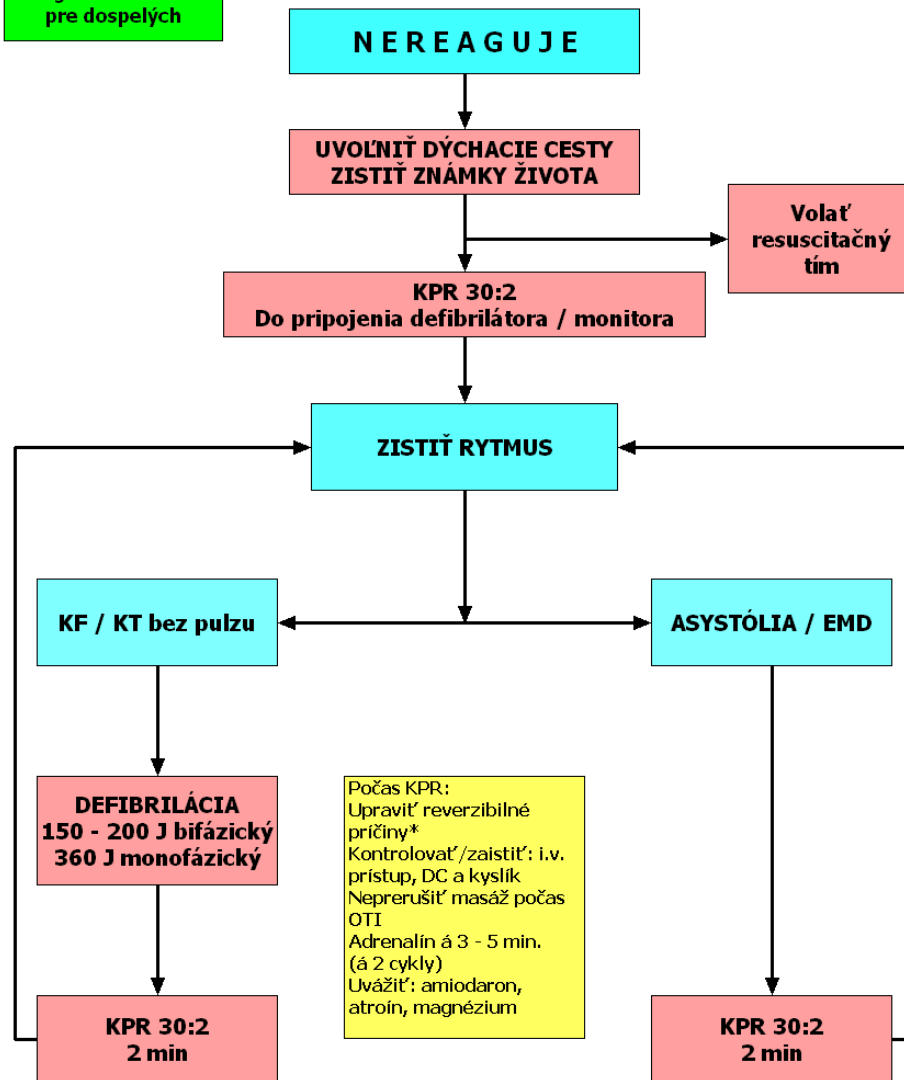 pre dospelých
N E R E A G U J E
UVOĽNIŤ DÝCHACIE CESTY
ZISTIŤ ZNÁMKY ŽIVOTA
Volať
resuscitačný
tím
KPR 30:2
Do pripojenia defibrilátora / monitora
ZISTIŤ RYTMUS
KF / KT bez pulzu
ASYSTÓLIA / EMD
DEFIBRILÁCIA
150 - 200 J bifázický
360 J monofázický
Počas KPR:
Upraviť reverzibilné
príčiny*
Kontrolovať/zaistiť: i.v.
prístup, DC a kyslík
Neprerušiť masáž počas
OTI
Adrenalín á 3 - 5 min.
(á 2 cykly)
Uvážiť: amiodaron,
atroín, magnézium
KPR 30:2
2 min
KPR 30:2
2 min